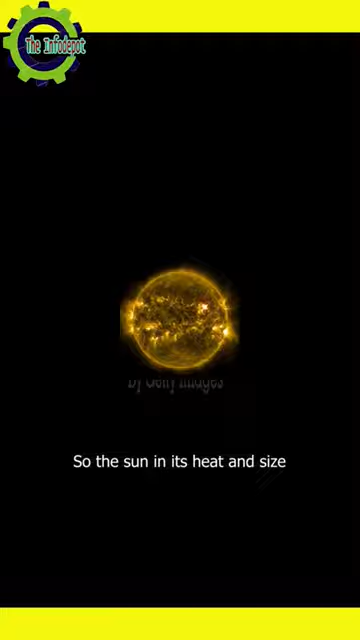 The Infodepot
So the sun in its heat and size